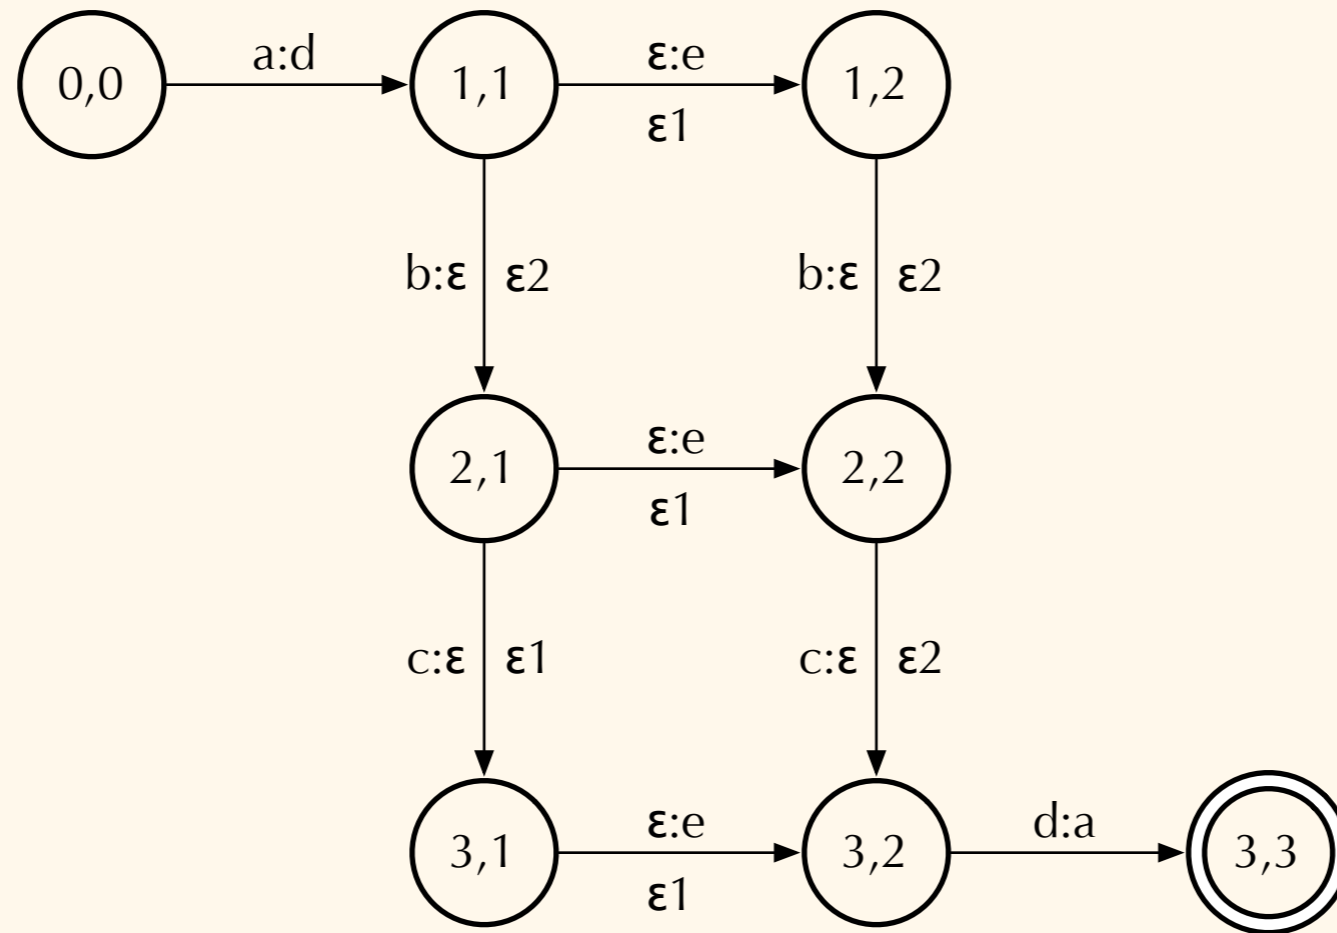 a:d ε:e
0,0 1,1 1,2
ε1
b:ε ε2 b:ε ε2
ε:e
2,1 2,2
ε1
c:ε ε1 c:ε ε2
ε:e d:a
3,1 3,2 3,3
ε1